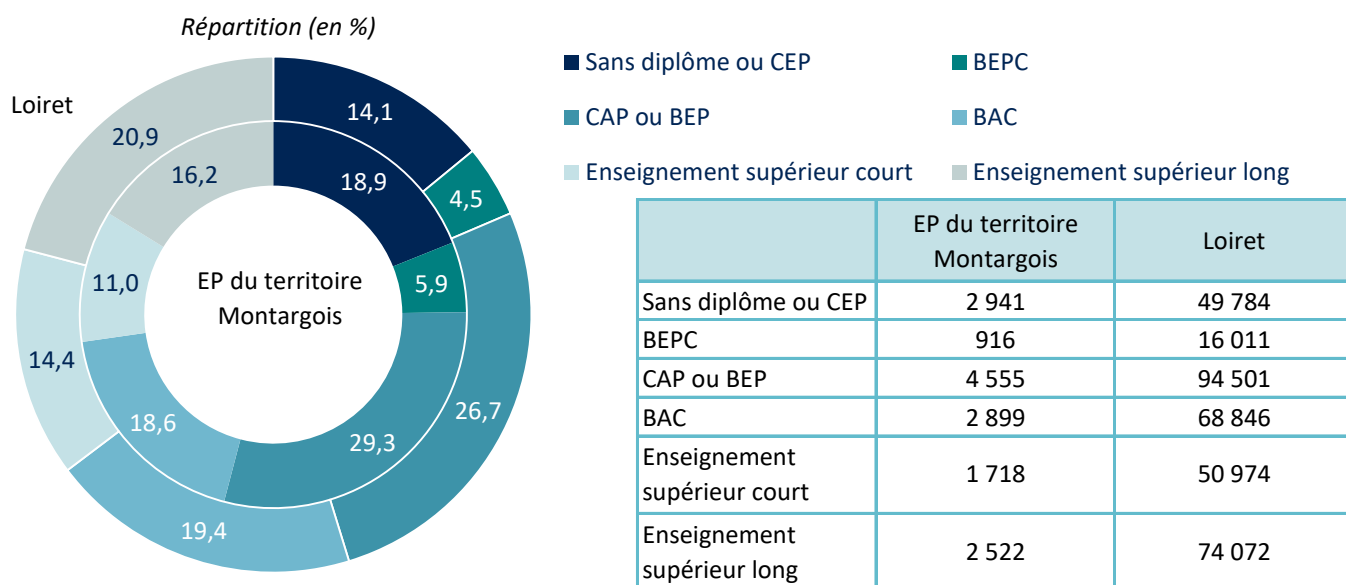 Répartition (en %)
Loiret
14,1
4,5
26,7
19,4
14,4
20,9
18,9
5,9
29,3
18,6
11,0
16,2
EP du territoire
Montargois
Sans diplôme ou CEP
BEPC
CAP ou BEP
BAC
Enseignement supérieur court
Enseignement supérieur long
EP du territoire
Montargois
Loiret
Sans diplôme ou CEP 2 941 49 784
BEPC 916 16 011
CAP ou BEP 4 555 94 501
BAC 2 899 68 846
Enseignement
supérieur court
1 718 50 974
Enseignement
supérieur long
2 522 74 072